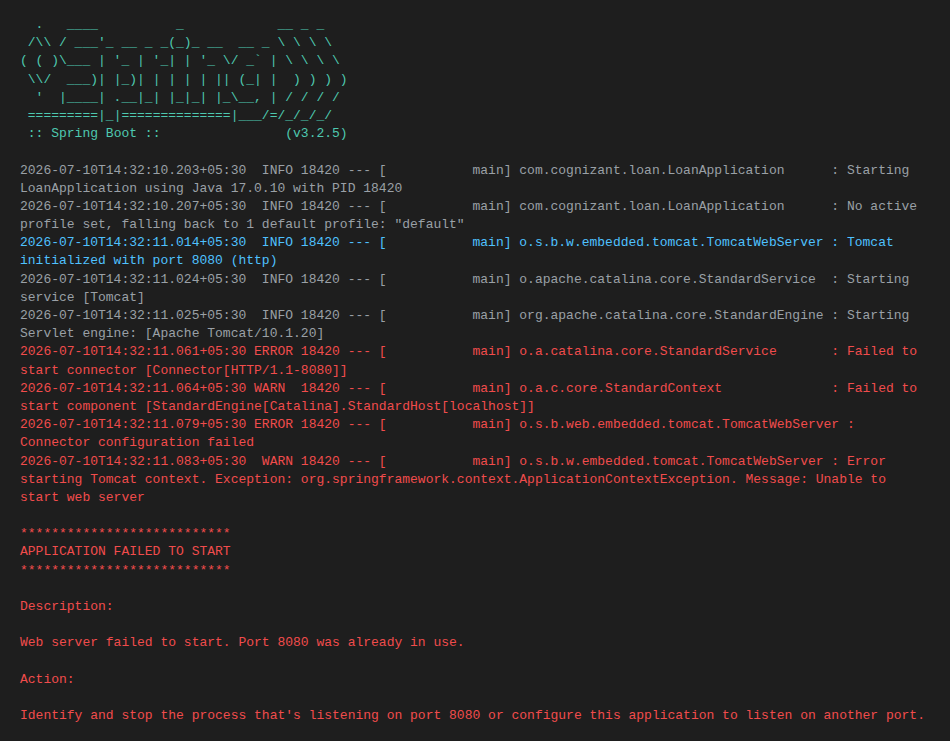 .   ____          _            __ _ _
 /\\ / ___'_ __ _ _(_)_ __  __ _ \ \ \ \
( ( )\___ | '_ | '_| | '_ \/ _` | \ \ \ \
 \\/  ___)| |_)| | | | | || (_| |  ) ) ) )
  '  |____| .__|_| |_|_| |_\__, | / / / /
 =========|_|==============|___/=/_/_/_/
 :: Spring Boot ::                (v3.2.5)

2026-07-10T14:32:10.203+05:30  INFO 18420 --- [           main] com.cognizant.loan.LoanApplication      : Starting
LoanApplication using Java 17.0.10 with PID 18420
2026-07-10T14:32:10.207+05:30  INFO 18420 --- [           main] com.cognizant.loan.LoanApplication      : No active
profile set, falling back to 1 default profile: "default"
2026-07-10T14:32:11.014+05:30  INFO 18420 --- [           main] o.s.b.w.embedded.tomcat.TomcatWebServer : Tomcat
initialized with port 8080 (http)
2026-07-10T14:32:11.024+05:30  INFO 18420 --- [           main] o.apache.catalina.core.StandardService  : Starting
service [Tomcat]
2026-07-10T14:32:11.025+05:30  INFO 18420 --- [           main] org.apache.catalina.core.StandardEngine : Starting
Servlet engine: [Apache Tomcat/10.1.20]
2026-07-10T14:32:11.061+05:30 ERROR 18420 --- [           main] o.a.catalina.core.StandardService       : Failed to
start connector [Connector[HTTP/1.1-8080]]
2026-07-10T14:32:11.064+05:30 WARN  18420 --- [           main] o.a.c.core.StandardContext              : Failed to
start component [StandardEngine[Catalina].StandardHost[localhost]]
2026-07-10T14:32:11.079+05:30 ERROR 18420 --- [           main] o.s.b.web.embedded.tomcat.TomcatWebServer :
Connector configuration failed
2026-07-10T14:32:11.083+05:30  WARN 18420 --- [           main] o.s.b.w.embedded.tomcat.TomcatWebServer : Error
starting Tomcat context. Exception: org.springframework.context.ApplicationContextException. Message: Unable to
start web server

***************************
APPLICATION FAILED TO START
***************************

Description:

Web server failed to start. Port 8080 was already in use.

Action:

Identify and stop the process that's listening on port 8080 or configure this application to listen on another port.